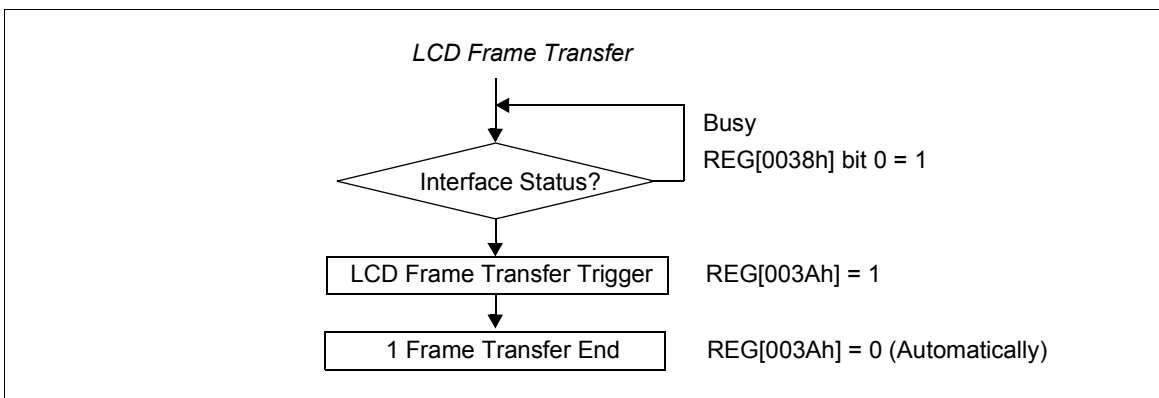 LCD Frame Transfer
Busy
REG[0038h] bit 0 = 1
Interface Status?
LCD Frame Transfer Trigger
REG[003Ah] = 1
1 Frame Transfer End
REG[003Ah] = 0 (Automatically)